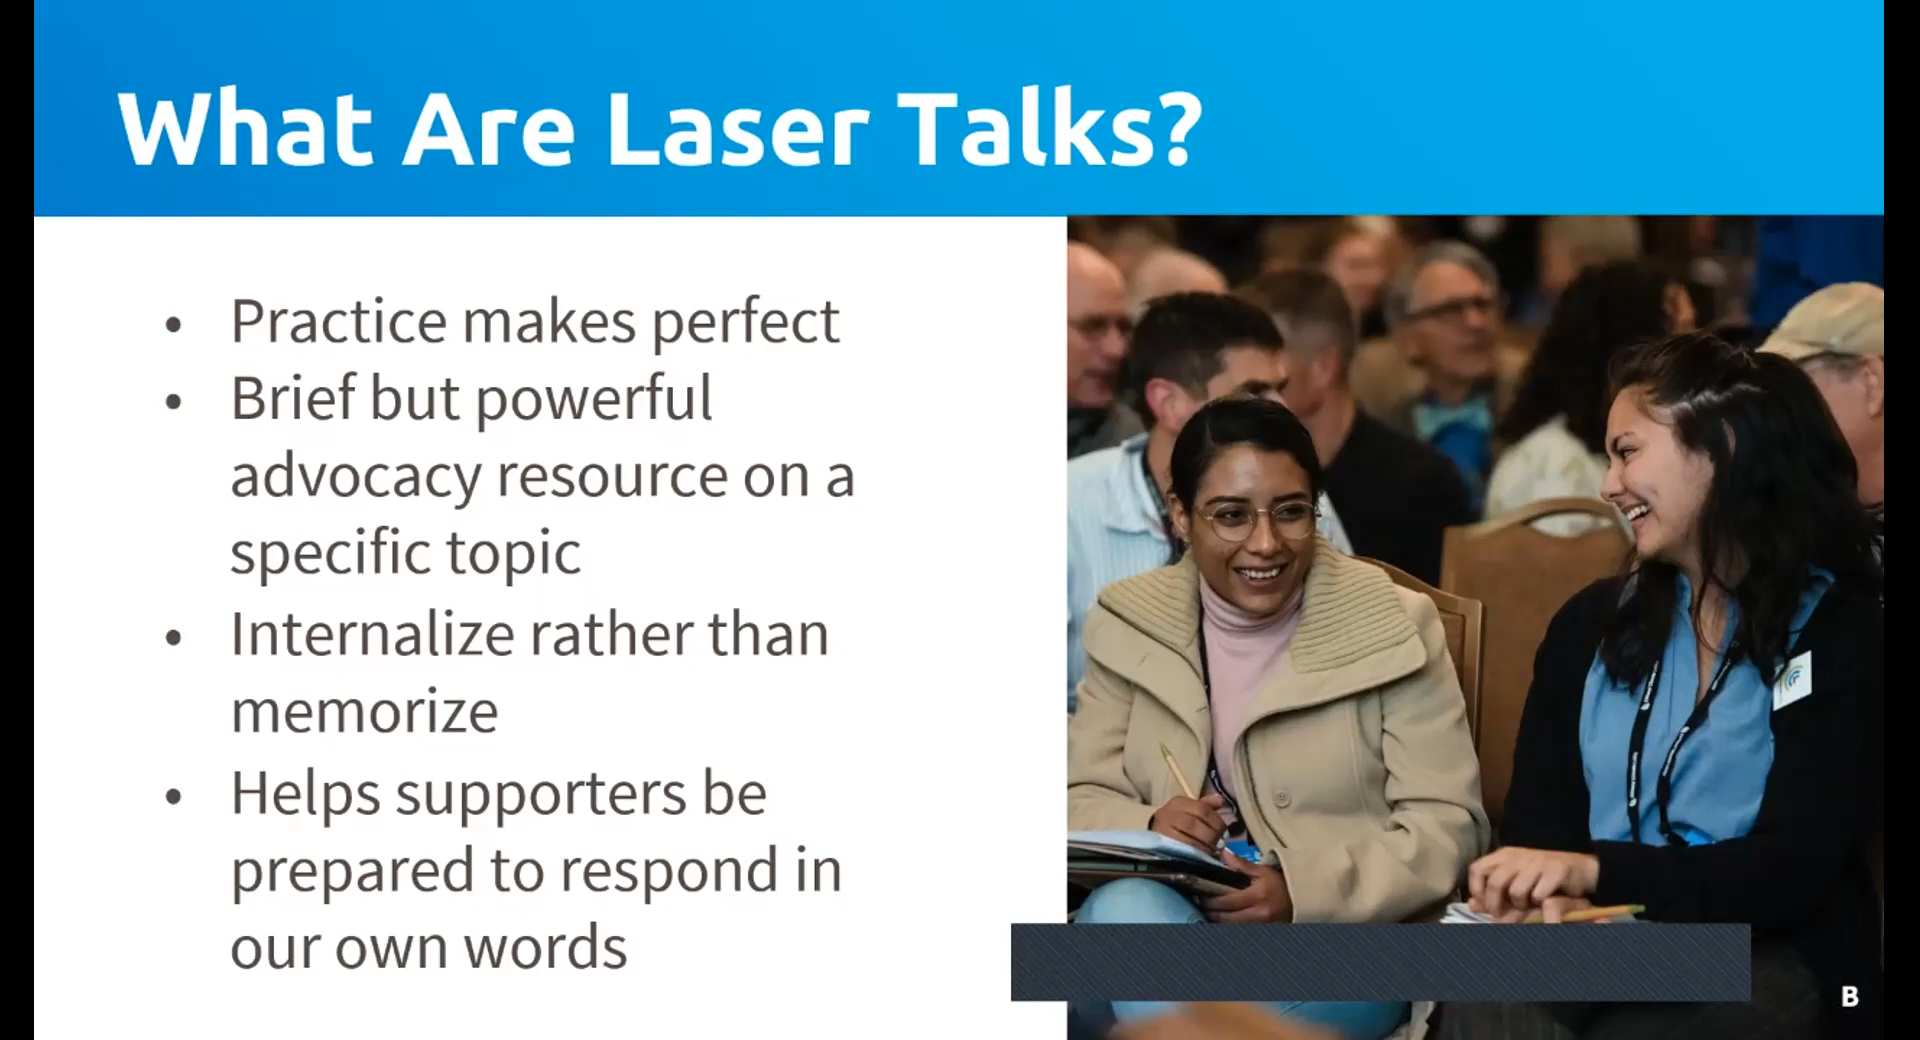 What Are Laser Talks?
• Practice makes perfect
• Brief but powerful
advocacy resource on a
specific topic
• Internalize rather than
memorize
• Helps supporters be
prepared to respond in
our own words
B